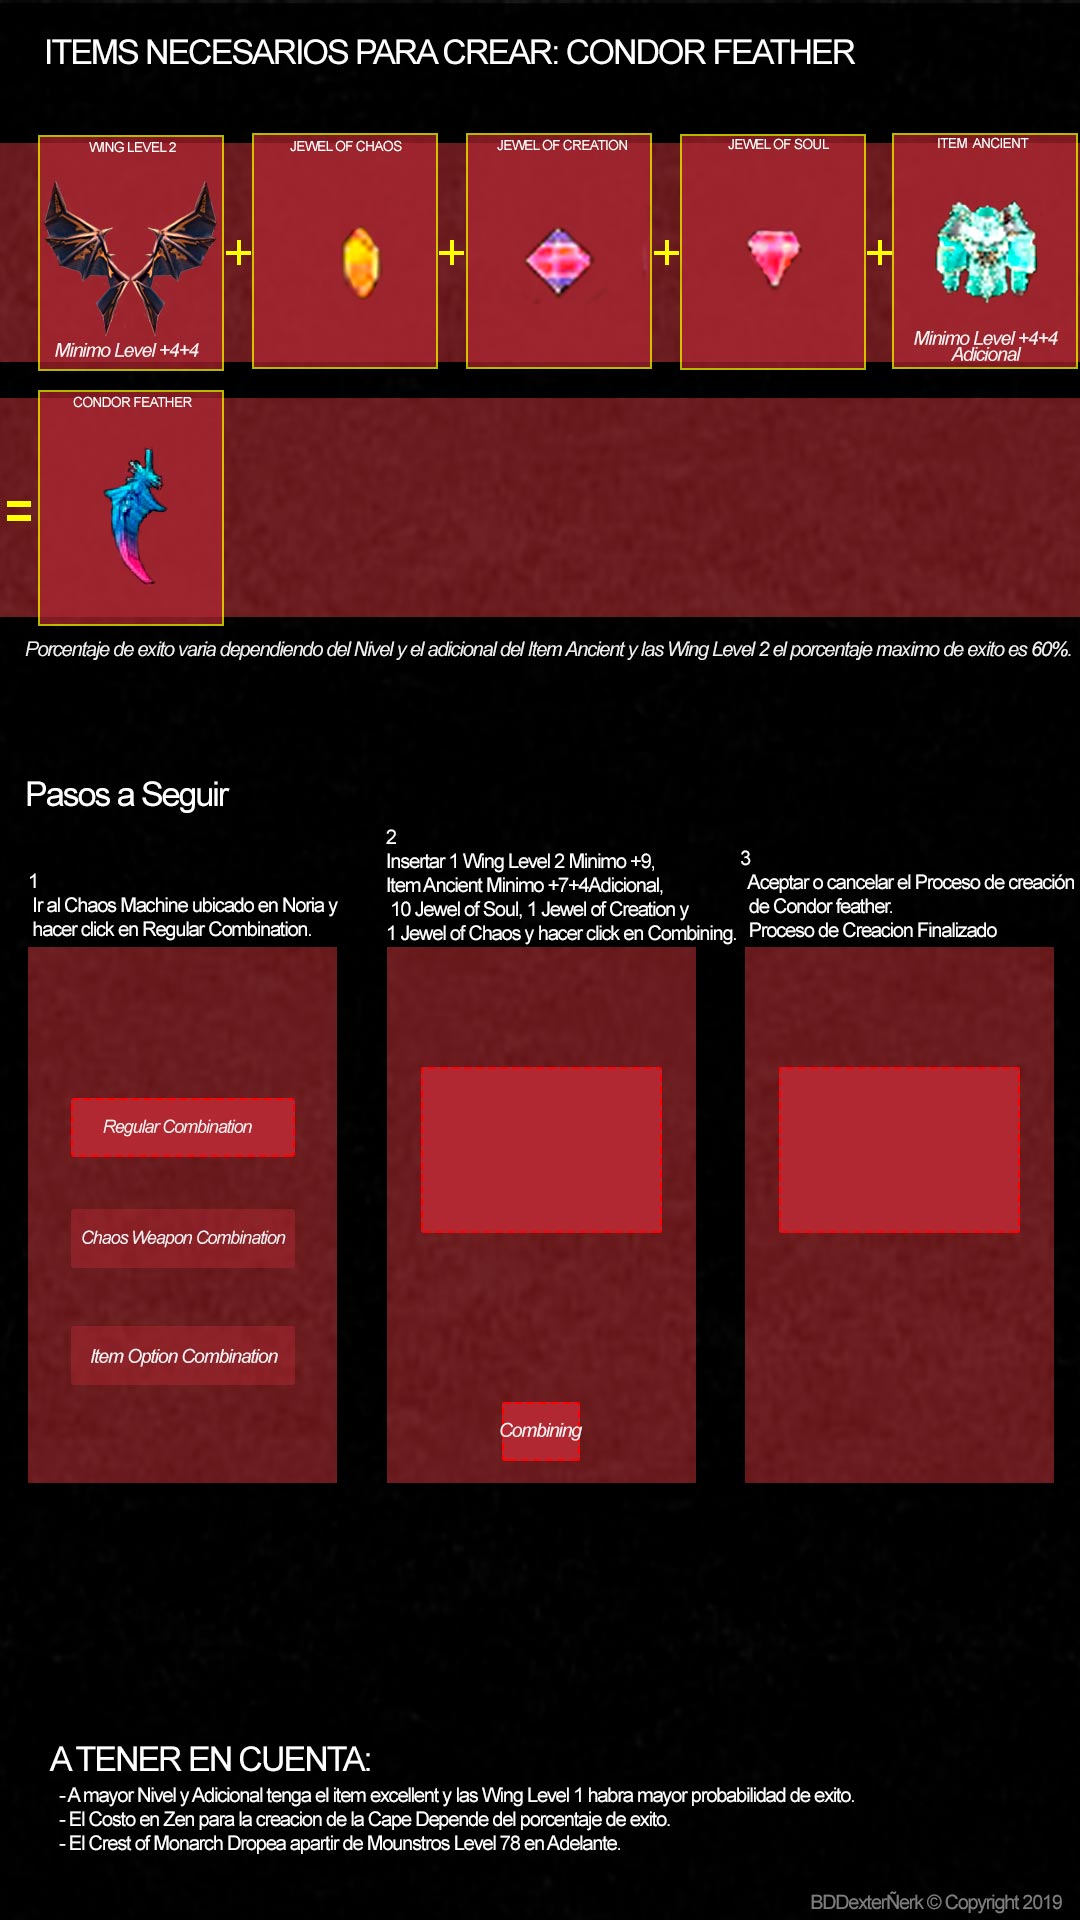 ITEMS NECESARIOS PARA CREAR: CONDOR FEATHER
WING LEVEL 2
JEWEL OF CHAOS
JEWEL OF CREATION
JEWEL OF SOUL
ITEM ANCIENT
+
+
+
+
Minimo Level +4+4
Minimo Level +4+4
Adicional
CONDOR FEATHER
=
Porcentaje de exito varia dependiendo del Nivel y el adicional del Item Ancient y las Wing Level 2 el porcentaje maximo de exito es 60%.
Pasos a Seguir
1
Ir al Chaos Machine ubicado en Noria y
hacer click en Regular Combination.
Regular Combination
Chaos Weapon Combination
Item Option Combination
2
Insertar 1 Wing Level 2 Minimo +9,
Item Ancient Minimo +7+4Adicional,
10 Jewel of Soul, 1 Jewel of Creation y
1 Jewel of Chaos y hacer click en Combining.
Combining
3
Aceptar o cancelar el Proceso de creación
de Condor feather.
Proceso de Creacion Finalizado
A TENER EN CUENTA:
- A mayor Nivel y Adicional tenga el item excellent y las Wing Level 1 habra mayor probabilidad de exito.
- El Costo en Zen para la creacion de la Cape Depende del porcentaje de exito.
- El Crest of Monarch Dropea apartir de Mounstros Level 78 en Adelante.
BDDexterÑerk © Copyright 2019